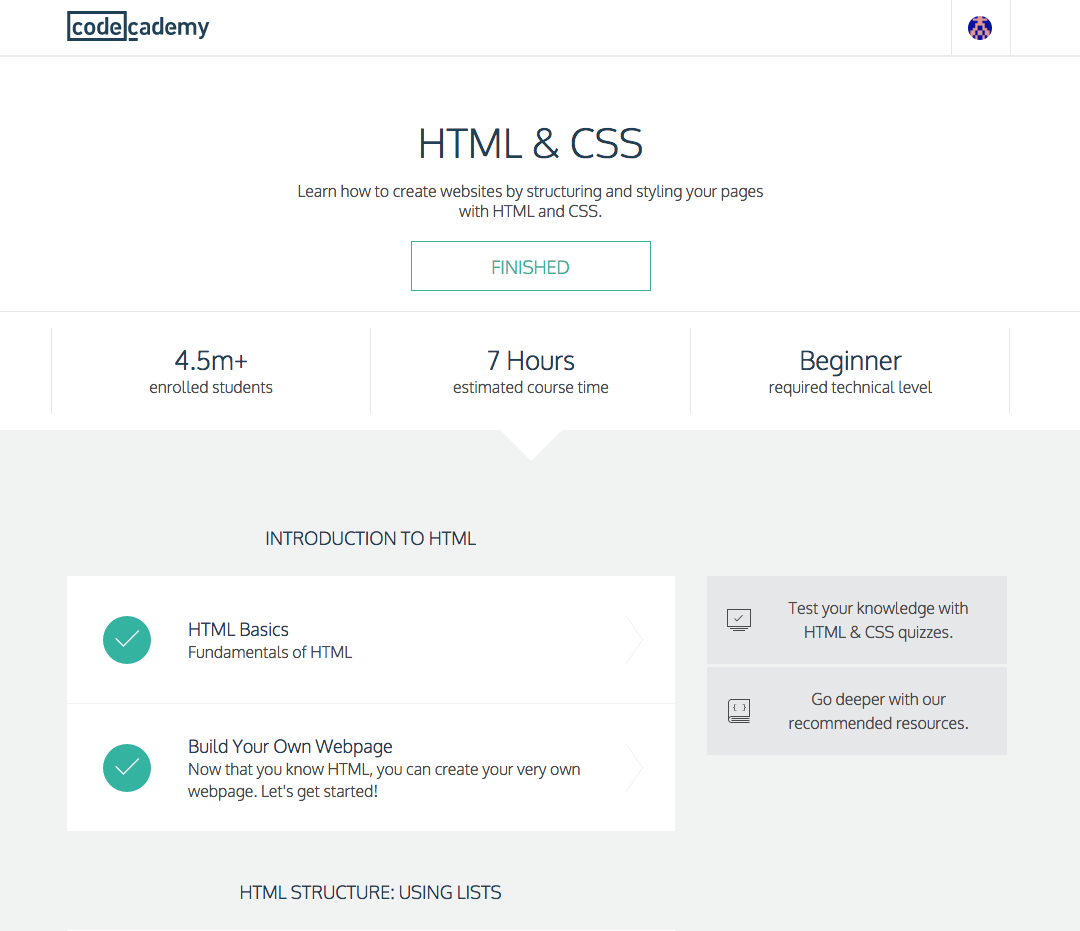 codecademy
HTML & CSS
Learn how to create websites by structuring and styling your pages
with HTML and CSS.
FINISHED
4.5m+
enrolled students
7 Hours
estimated course time
Beginner
required technical level
INTRODUCTION TO HTML
HTML Basics
Fundamentals of HTML
Build Your Own Webpage
Now that you know HTML, you can create your very own
webpage. Let's get started!
Test your knowledge with
HTML & CSS quizzes.
Go deeper with our
recommended resources.
HTML STRUCTURE: USING LISTS